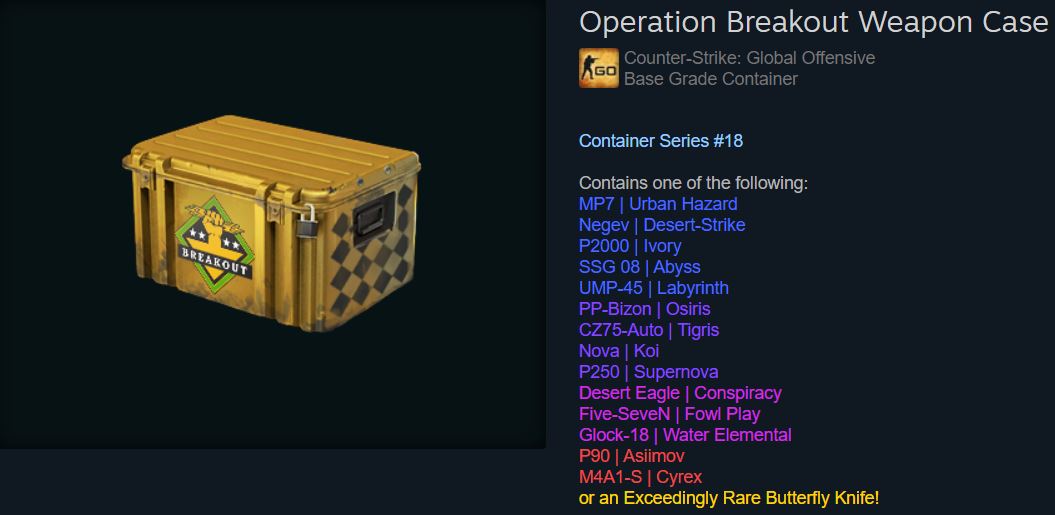 Operation Breakout Weapon Case
GO
Counter-Strike: Global Offensive
Base Grade Container
Container Series #18
Contains one of the following:
MP7 | Urban Hazard
Negev | Desert-Strike
P2000 | Ivory
SSG 08 | Abyss
UMP-45 | Labyrinth
PP-Bizon | Osiris
CZ75-Auto | Tigris
Nova | Koi
P250 | Supernova
Desert Eagle | Conspiracy
Five-SeveN | Fowl Play
Glock-18 | Water Elemental
P90 | Asiimov
M4A1-S | Cyrex
or an Exceedingly Rare Butterfly Knife!
BREAKOUT